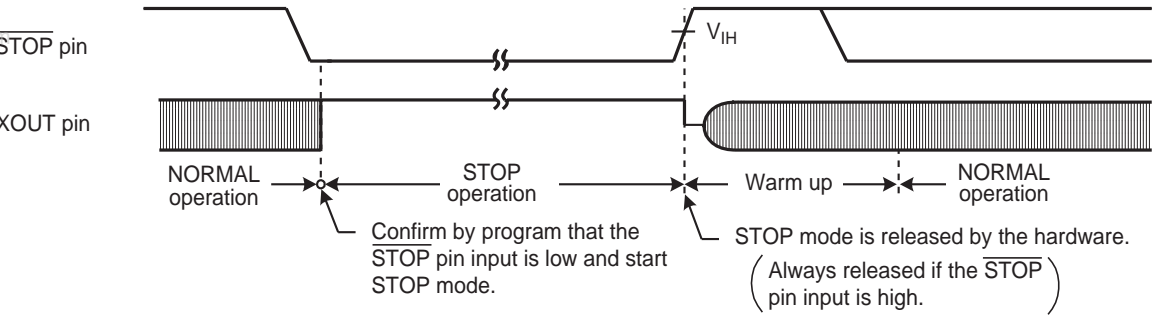 STOP pin
VIH
XOUT pin
NORMAL
operation
STOP
operation
Warm up
NORMAL
operation
Confirm by program that the
STOP pin input is low and start
STOP mode.
STOP mode is released by the hardware.
(Always released if the STOP
pin input is high.)